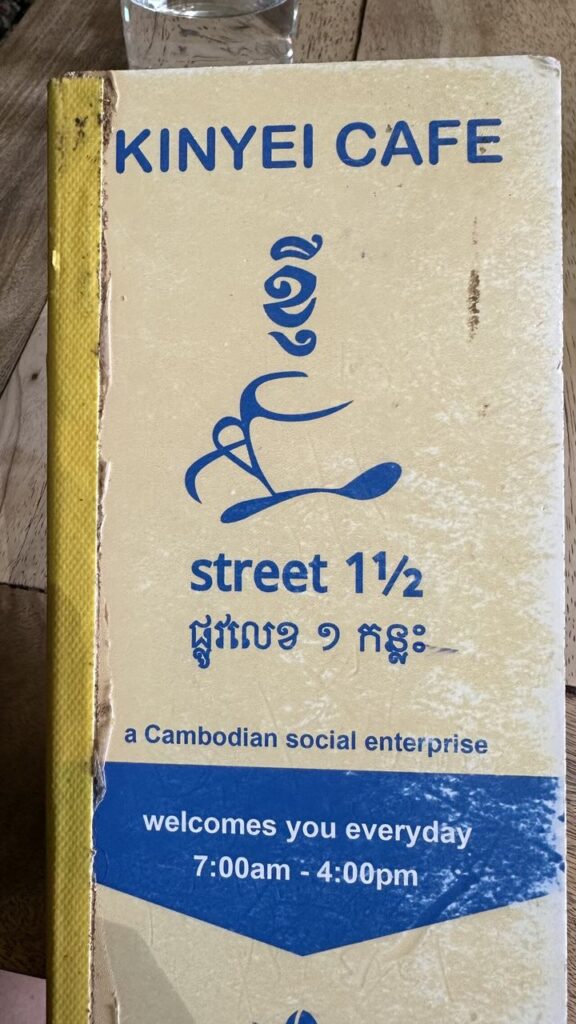 KINYEI CAFE
street 1½
ផ្លូវលេខ ១ កន្លះ
a Cambodian social enterprise
welcomes you everyday
7:00am - 4:00pm